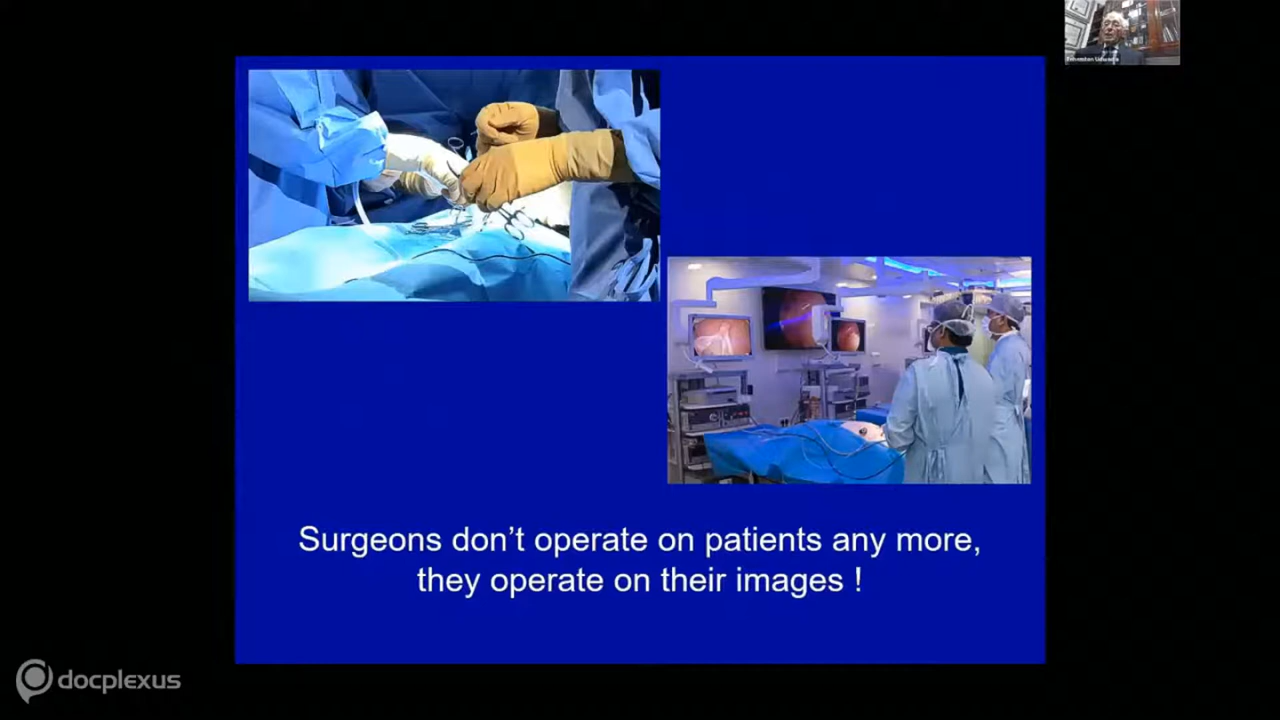 Surgeons don't operate on patients any more,
they operate on their images !
docplexus